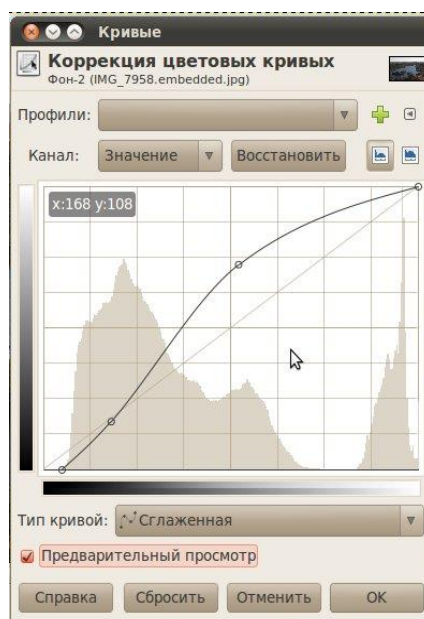 Кривые
Коррекция цветовых кривых
Фон-2 (IMG_7958.embedded.jpg)
Профили:
Канал: Значение Восстановить
x:168 y:108
Тип кривой: Сглаженная
Предварительный просмотр
Справка Сбросить Отменить OK